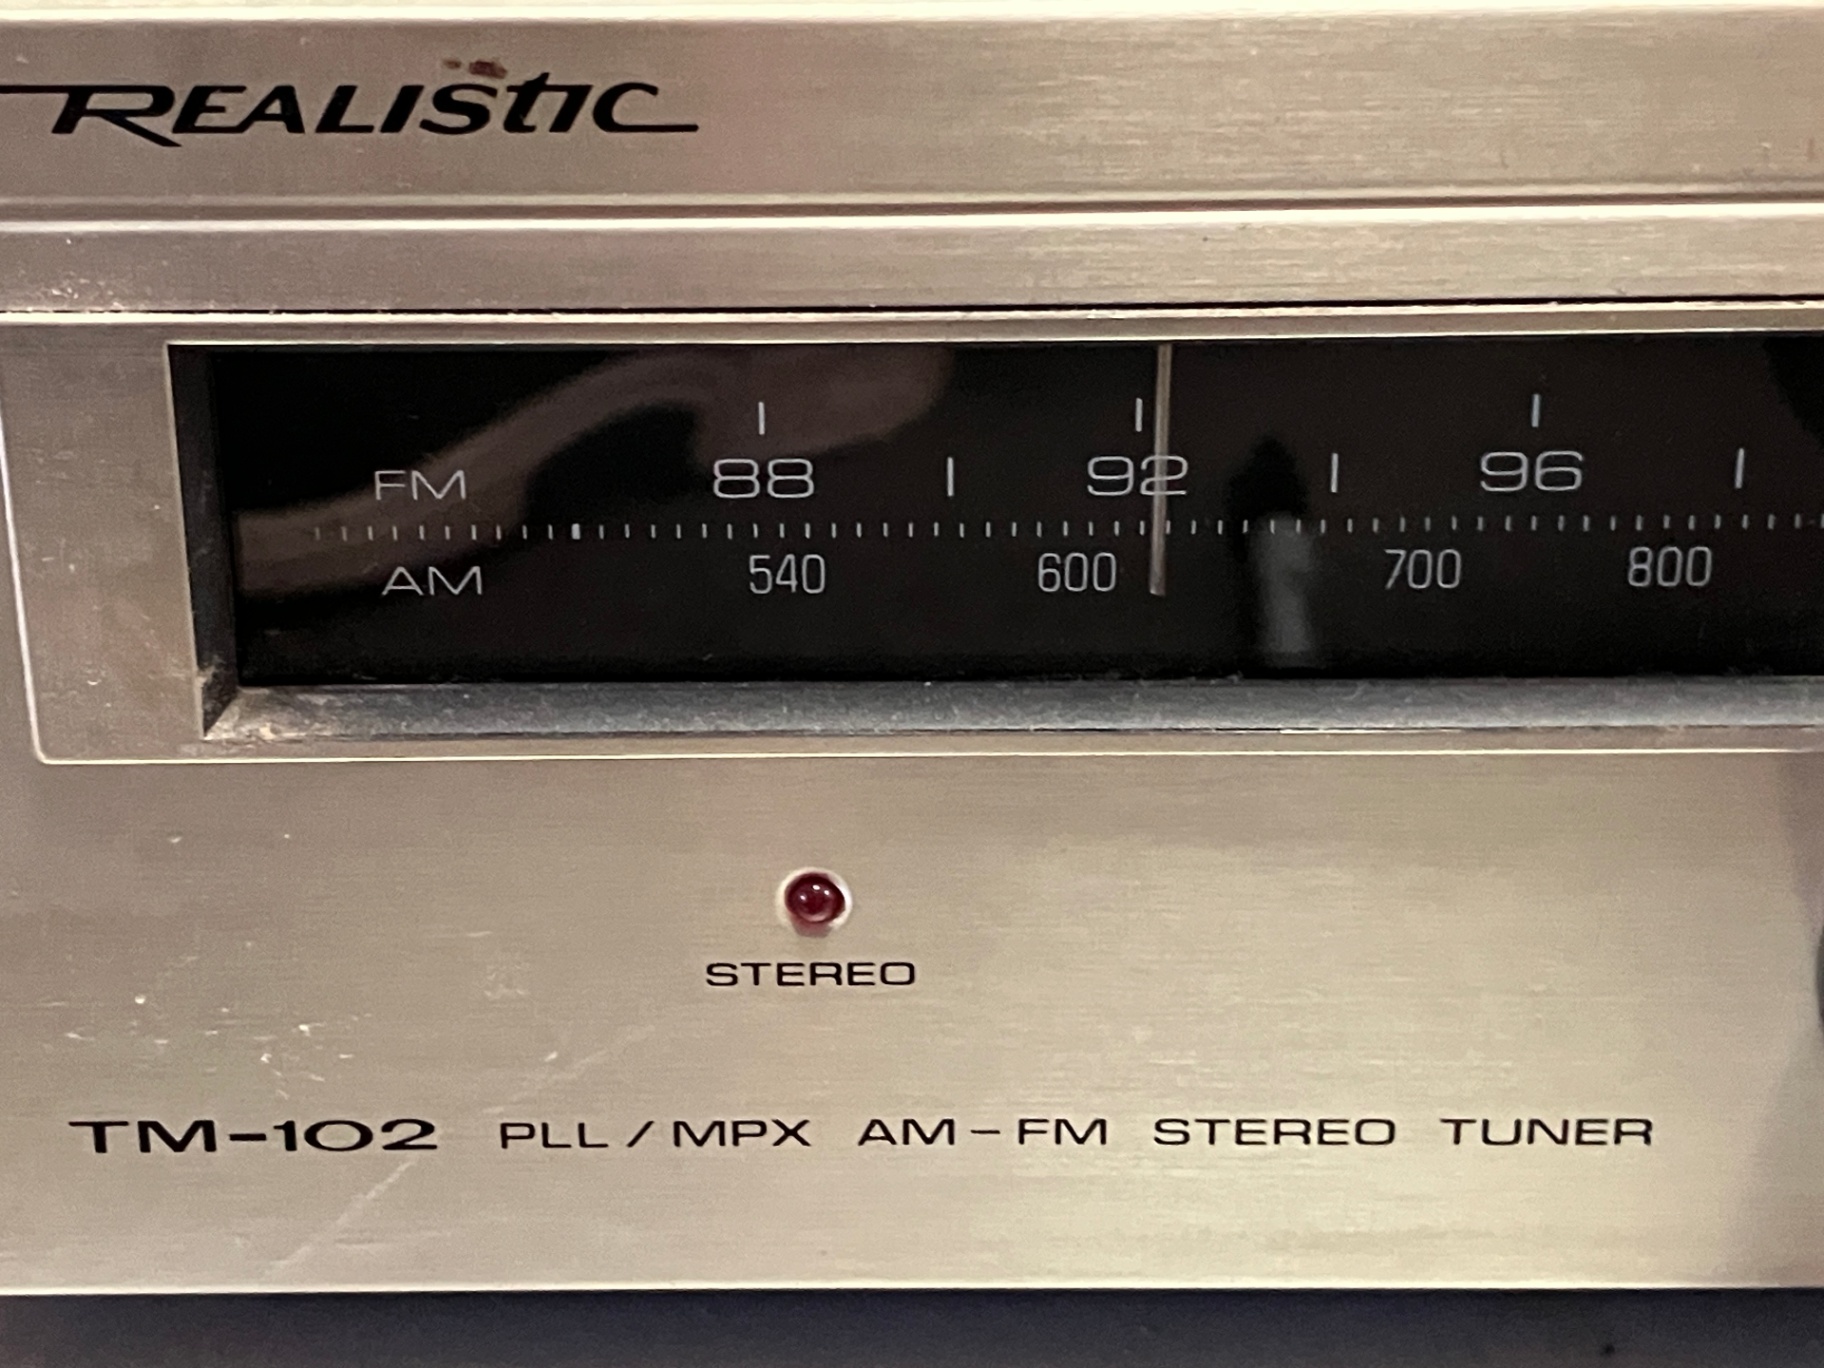 REALISTIC
FM 88 92 96
AM 540 600 700 800
STEREO
TM-102 PLL / MPX AM-FM STEREO TUNER